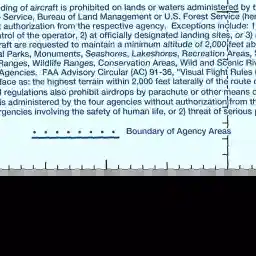 ding of aircraft is prohibited on lands or waters administered by t
Service, Bureau of Land Management or U.S. Forest Service (her
authorization from the respective agency. Exceptions include: 1
trol of the operator, 2) at officially designated landing sites, or 3)
raft are requested to maintain a minimum altitude of 2,000 feet ab
al Parks, Monuments, Seashores, Lakeshores, Recreation Areas, S
Ranges, Wildlife Ranges, Conservation Areas, Wild and Scenic Riv
Agencies. FAA Advisory Circular (AC) 91-36, "Visual Flight Rules (
face as: the highest terrain within 2,000 feet laterally of the route o
l regulations also prohibit airdrops by parachute or other means o
is administered by the four agencies without authorization from th
rgencies involving the safety of human life, or 2) threat of serious p
Boundary of Agency Areas